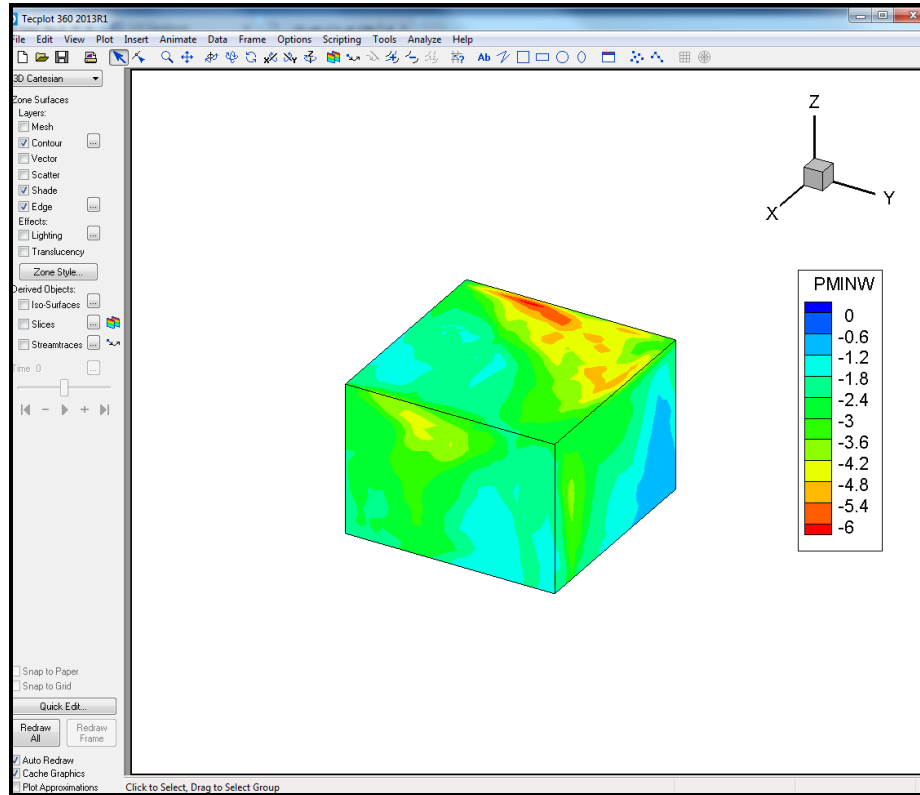 Tecplot 360 2013R1
File Edit View Plot Insert Animate Data Frame Options Scripting Tools Analyze Help
Ab
3D Cartesian
Zone Surfaces
Layers:
Mesh
Contour
Vector
Scatter
Shade
Edge
Effects:
Lighting
Translucency
Zone Style...
Derived Objects:
Iso-Surfaces
Slices
Streamtraces
Time 0
Snap to Paper
Snap to Grid
Quick Edit...
Redraw All
Redraw Frame
Auto Redraw
Cache Graphics
Plot Approximations
Z
X
Y
PMINW
0
-0.6
-1.2
-1.8
-2.4
-3
-3.6
-4.2
-4.8
-5.4
-6
Click to Select, Drag to Select Group